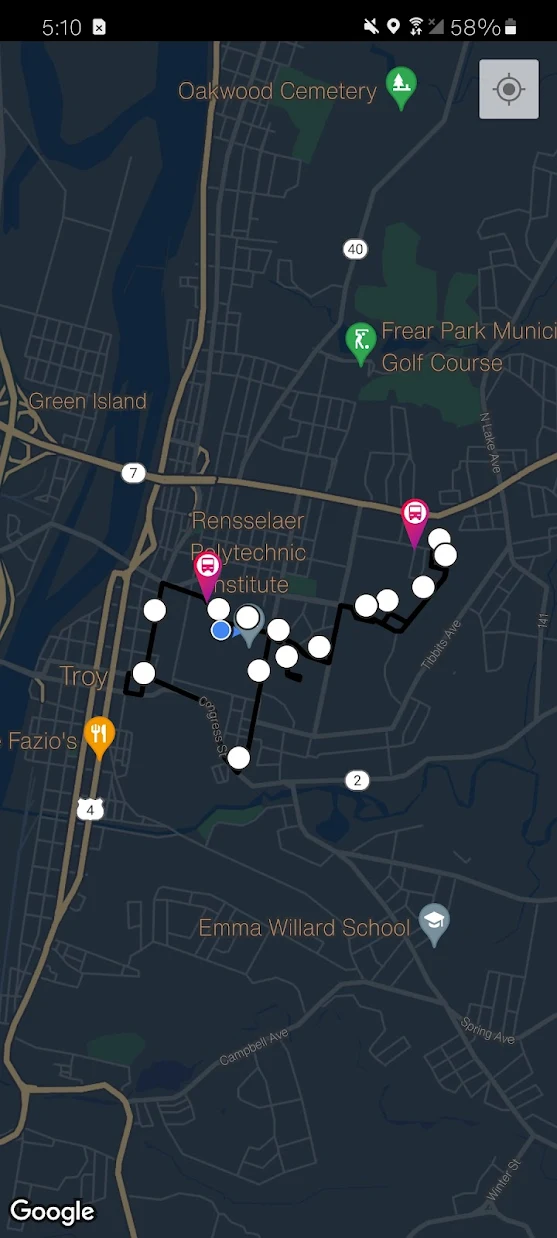 5:10
58%
Oakwood Cemetery
40
Frear Park Munici
Golf Course
Green Island
N Lake Ave
7
Rensselaer
Polytechnic
nstitute
141
Tibbits Ave
Troy
Congress St
Fazio's
2
4
Emma Willard School
Spring Ave
Campbell Ave
Winter St
Google